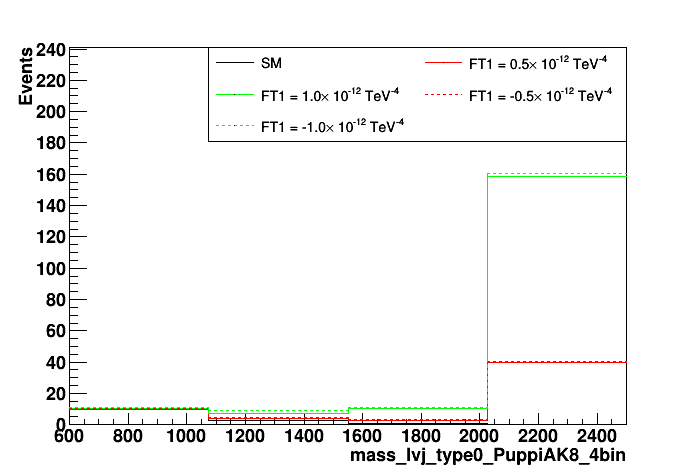 Events
240
220
200
180
160
140
120
100
80
60
40
20
0
SM
FT1 = 0.5× 10⁻¹² TeV⁻⁴
FT1 = 1.0× 10⁻¹² TeV⁻⁴
FT1 = -0.5× 10⁻¹² TeV⁻⁴
FT1 = -1.0× 10⁻¹² TeV⁻⁴
600 800 1000 1200 1400 1600 1800 2000 2200 2400
mass_lvj_type0_PuppiAK8_4bin